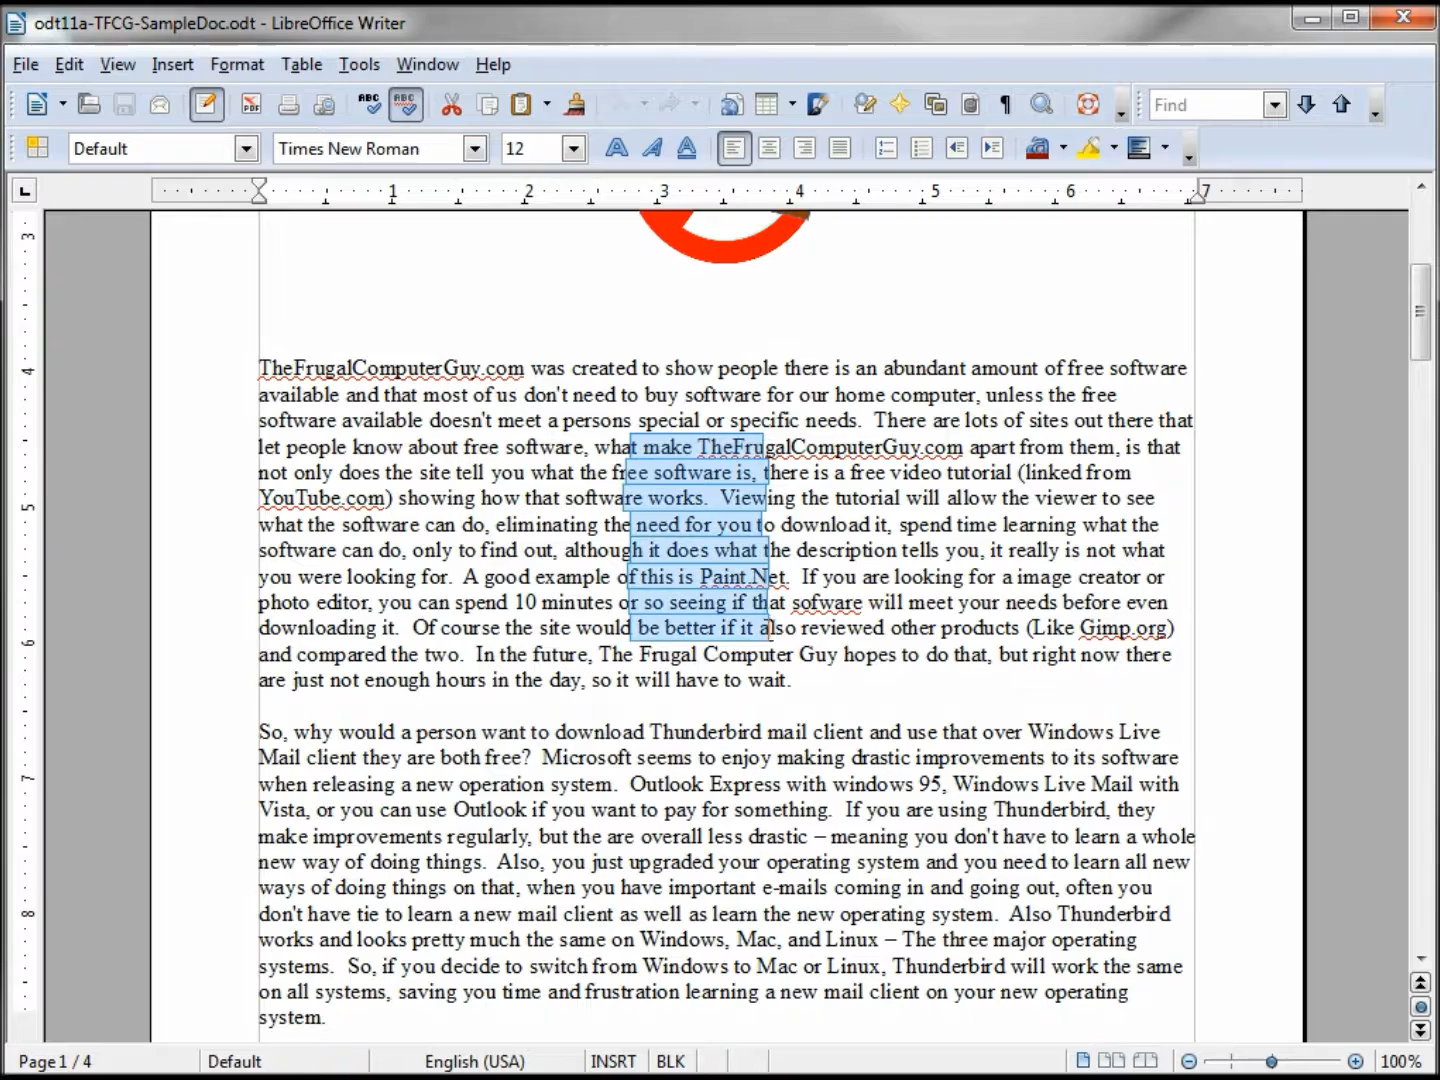 odt11a-TFCG-SampleDoc.odt - LibreOffice Writer
File Edit View Insert Format Table Tools Window Help
PDF ABC ABC Find
Default Times New Roman 12
1 2 3 4 5 6 7
3
4
5
6
7
8
TheFrugalComputerGuy.com was created to show people there is an abundant amount of free software
available and that most of us don't need to buy software for our home computer, unless the free
software available doesn't meet a persons special or specific needs.  There are lots of sites out there that
let people know about free software, what make TheFrugalComputerGuy.com apart from them, is that
not only does the site tell you what the free software is, there is a free video tutorial (linked from
YouTube.com) showing how that software works.  Viewing the tutorial will allow the viewer to see
what the software can do, eliminating the need for you to download it, spend time learning what the
software can do, only to find out, although it does what the description tells you, it really is not what
you were looking for.  A good example of this is Paint.Net.  If you are looking for a image creator or
photo editor, you can spend 10 minutes or so seeing if that sofware will meet your needs before even
downloading it.  Of course the site would be better if it also reviewed other products (Like Gimp.org)
and compared the two.  In the future, The Frugal Computer Guy hopes to do that, but right now there
are just not enough hours in the day, so it will have to wait.
So, why would a person want to download Thunderbird mail client and use that over Windows Live
Mail client they are both free?  Microsoft seems to enjoy making drastic improvements to its software
when releasing a new operation system.  Outlook Express with windows 95, Windows Live Mail with
Vista, or you can use Outlook if you want to pay for something.  If you are using Thunderbird, they
make improvements regularly, but the are overall less drastic – meaning you don't have to learn a whole
new way of doing things.  Also, you just upgraded your operating system and you need to learn all new
ways of doing things on that, when you have important e-mails coming in and going out, often you
don't have tie to learn a new mail client as well as learn the new operating system.  Also Thunderbird
works and looks pretty much the same on Windows, Mac, and Linux – The three major operating
systems.  So, if you decide to switch from Windows to Mac or Linux, Thunderbird will work the same
on all systems, saving you time and frustration learning a new mail client on your new operating
system.
Page 1 / 4 Default English (USA) INSRT BLK 100%